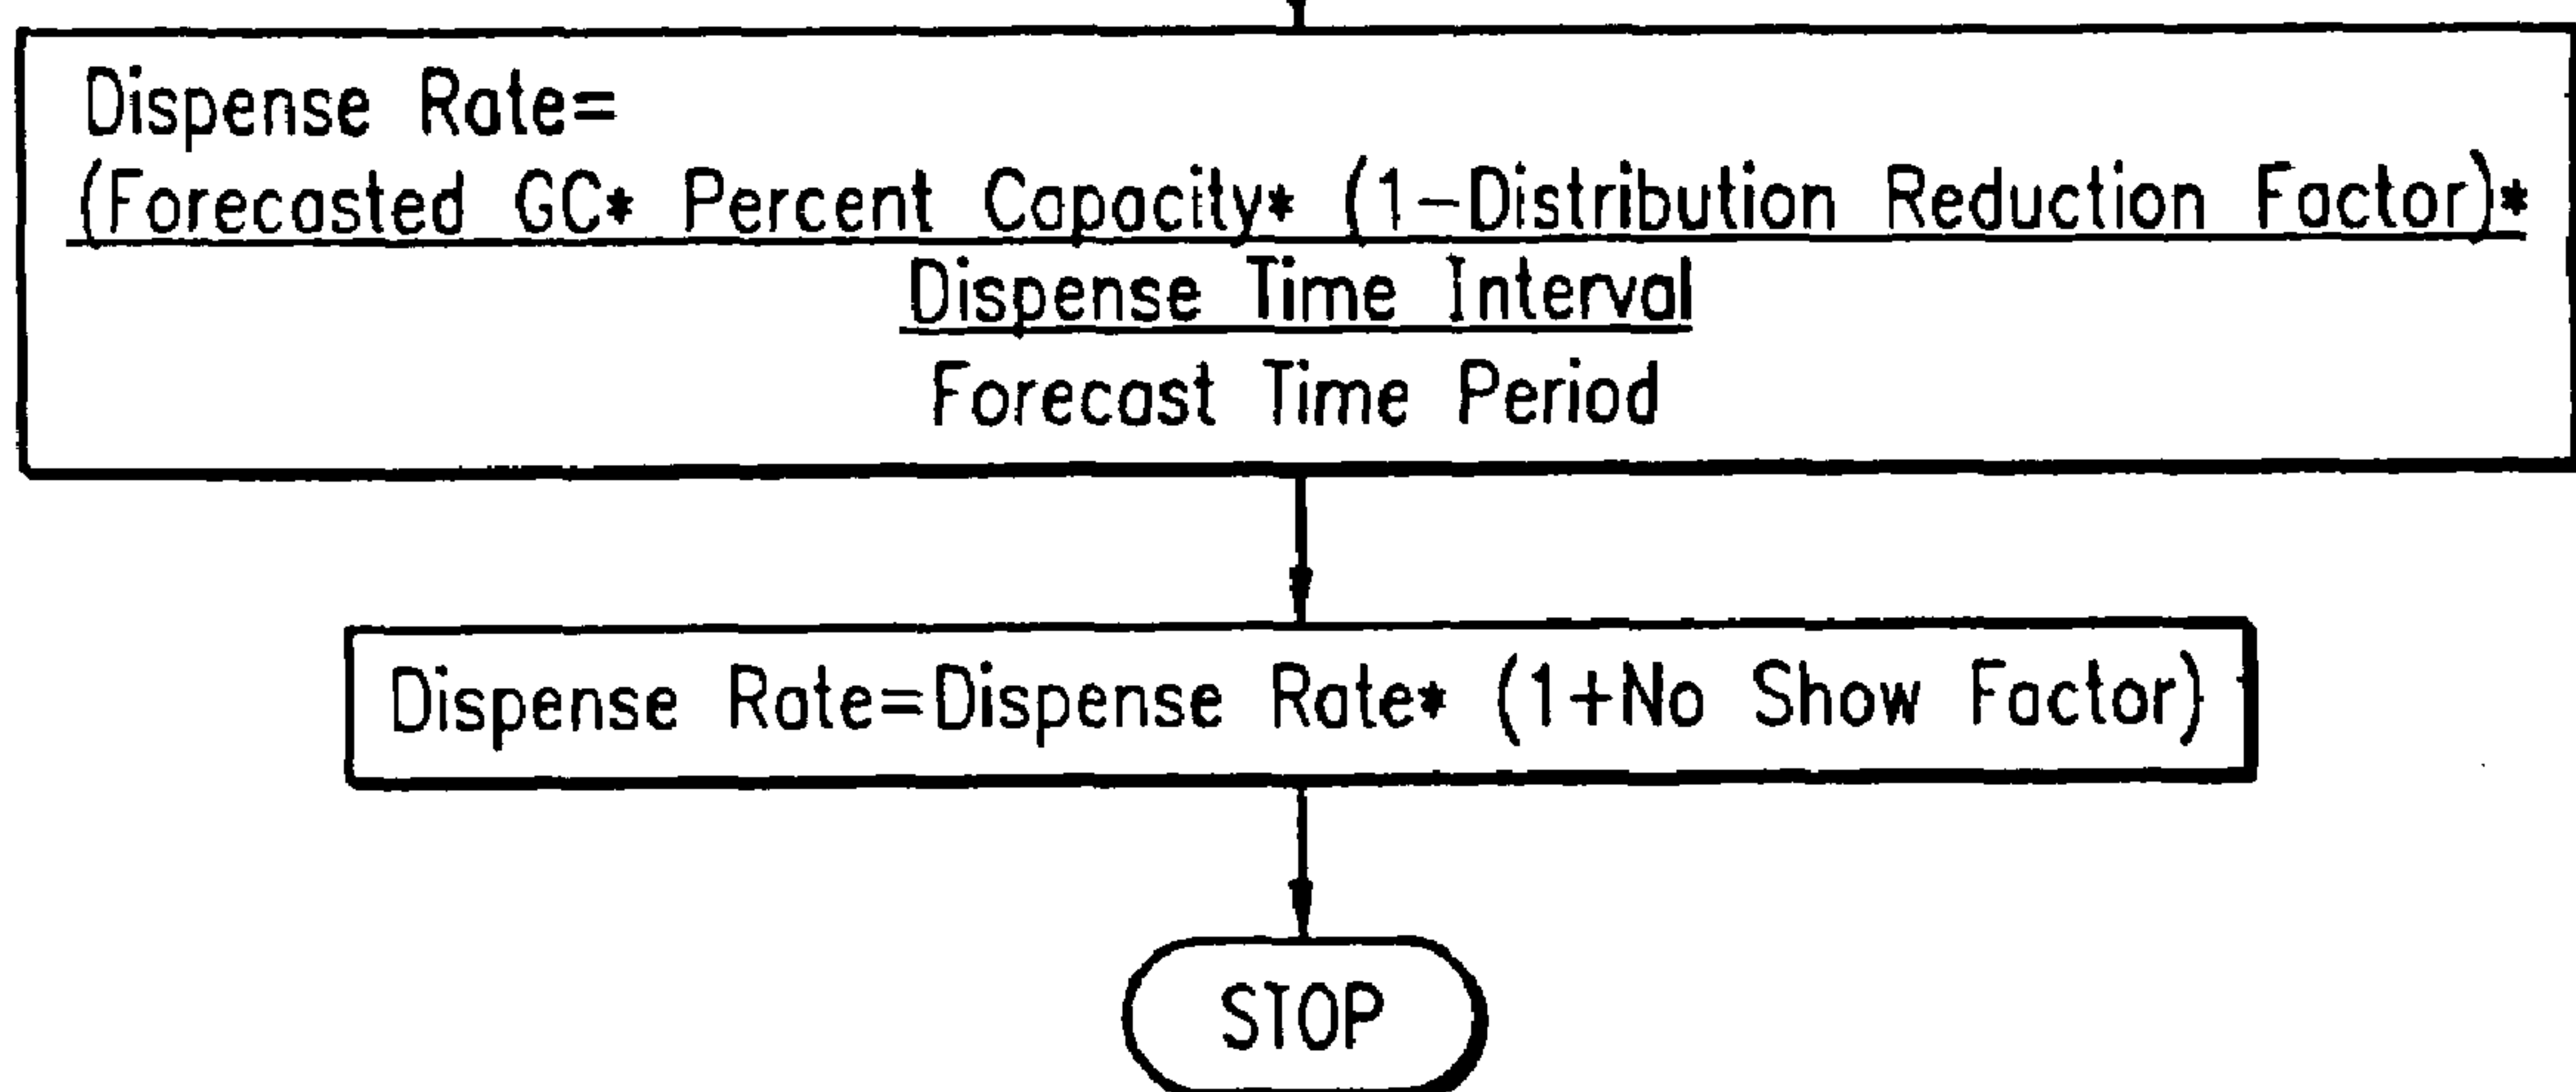 Dispense Rate=
(Forecasted GC* Percent Capacity* (1-Distribution Reduction Factor)*
Dispense Time Interval
Forecast Time Period
Dispense Rate=Dispense Rate* (1+No Show Factor)
STOP